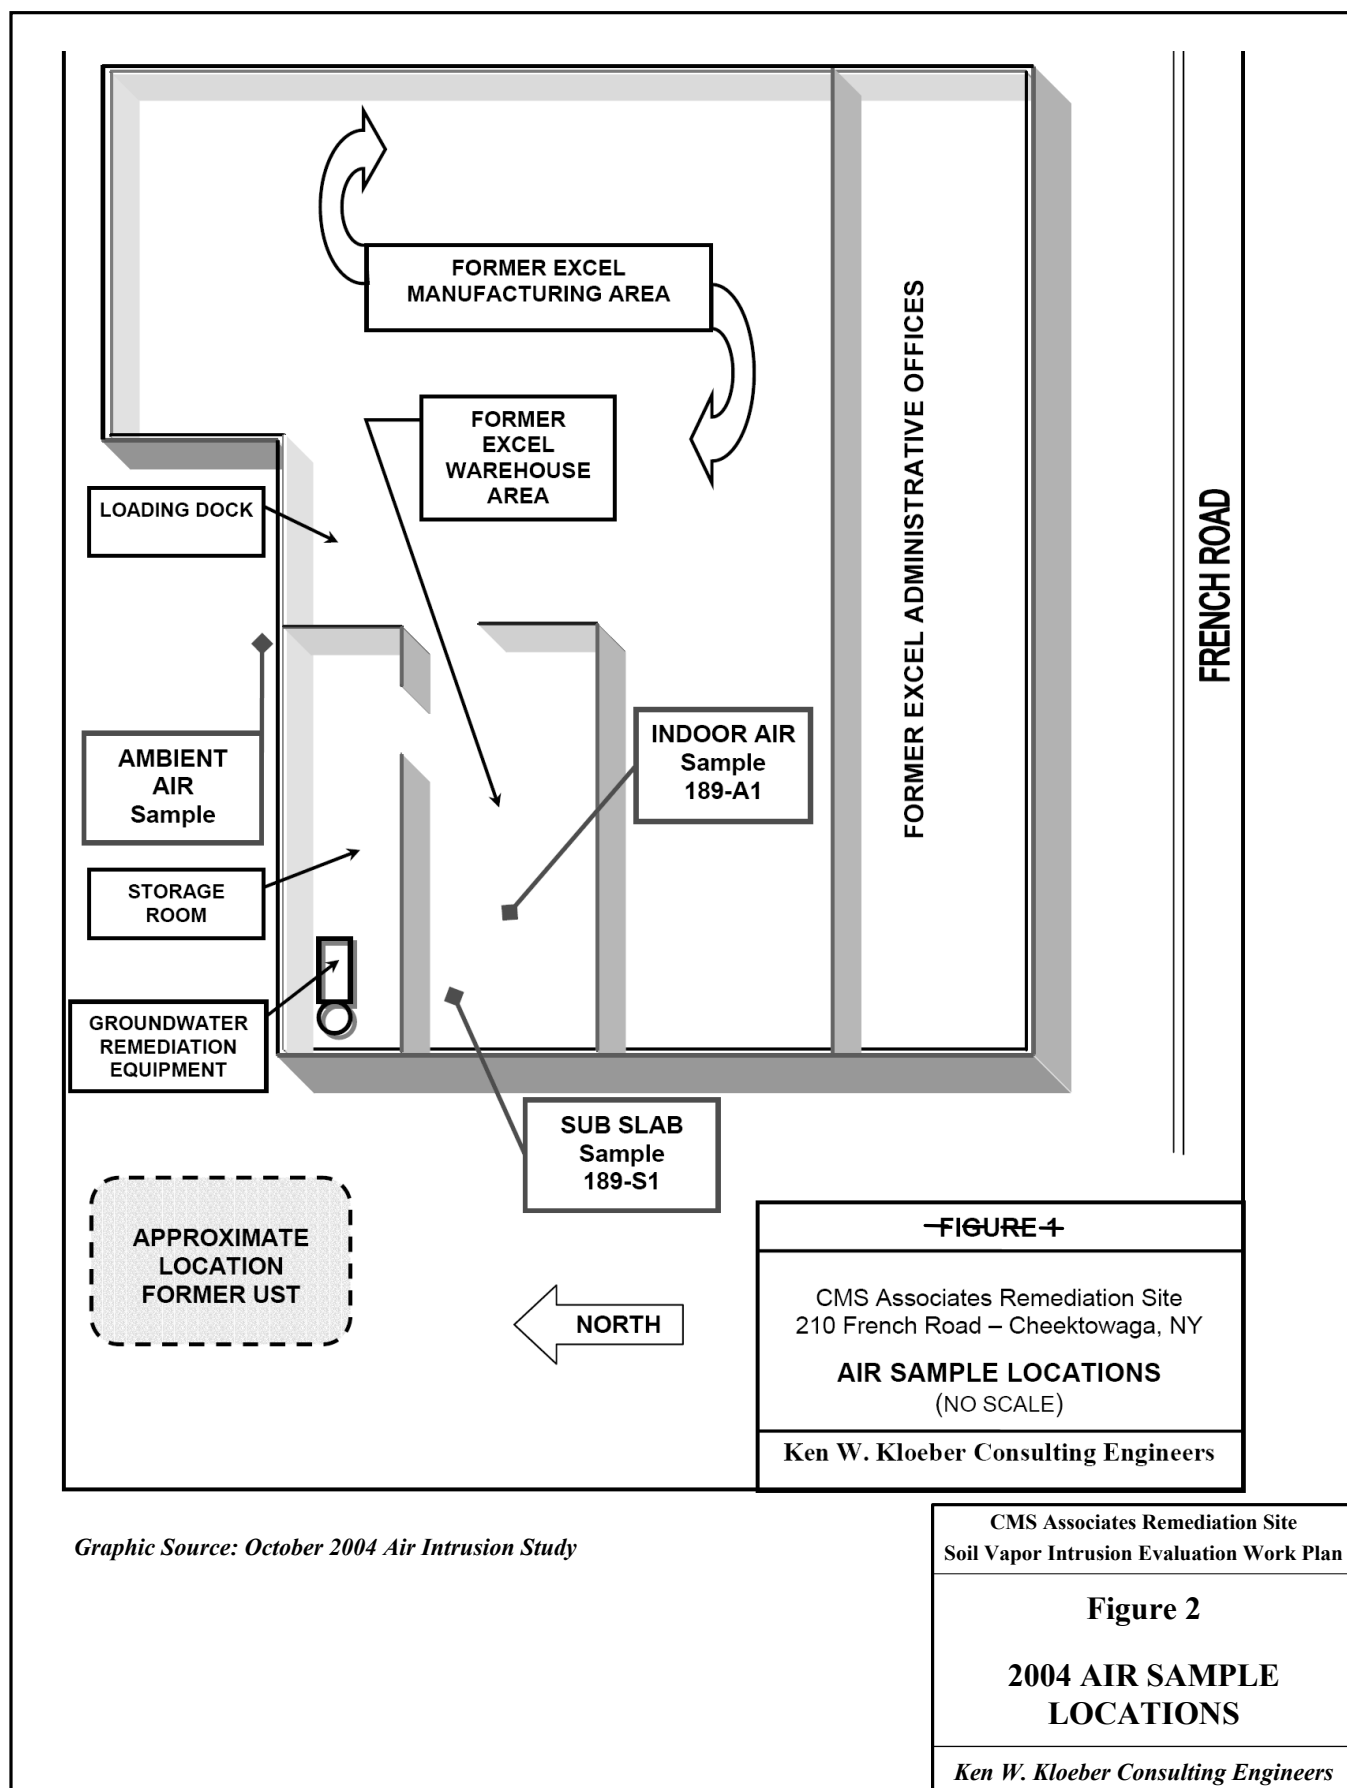 FORMER EXCEL
MANUFACTURING AREA
FORMER
EXCEL
WAREHOUSE
AREA
FORMER EXCEL ADMINISTRATIVE OFFICES
FRENCH ROAD
LOADING DOCK
AMBIENT
AIR
Sample
INDOOR AIR
Sample
189-A1
STORAGE
ROOM
GROUNDWATER
REMEDIATION
EQUIPMENT
SUB SLAB
Sample
189-S1
APPROXIMATE
LOCATION
FORMER UST
NORTH
FIGURE 1
CMS Associates Remediation Site
210 French Road – Cheektowaga, NY
AIR SAMPLE LOCATIONS
(NO SCALE)
Ken W. Kloeber Consulting Engineers
Graphic Source: October 2004 Air Intrusion Study
CMS Associates Remediation Site
Soil Vapor Intrusion Evaluation Work Plan
Figure 2
2004 AIR SAMPLE
LOCATIONS
Ken W. Kloeber Consulting Engineers